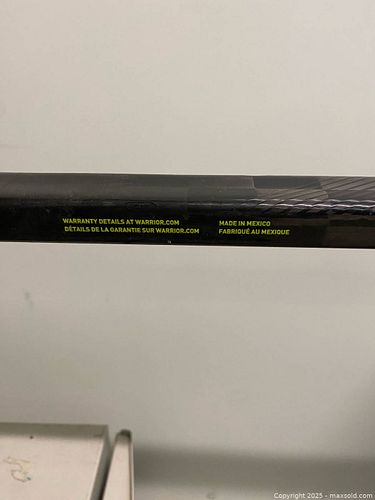 WARRANTY DETAILS AT WARRIOR.COM
DÉTAILS DE LA GARANTIE SUR WARRIOR.COM
MADE IN MEXICO
FABRIQUÉ AU MEXIQUE
Copyright 2025 - maxsold.com